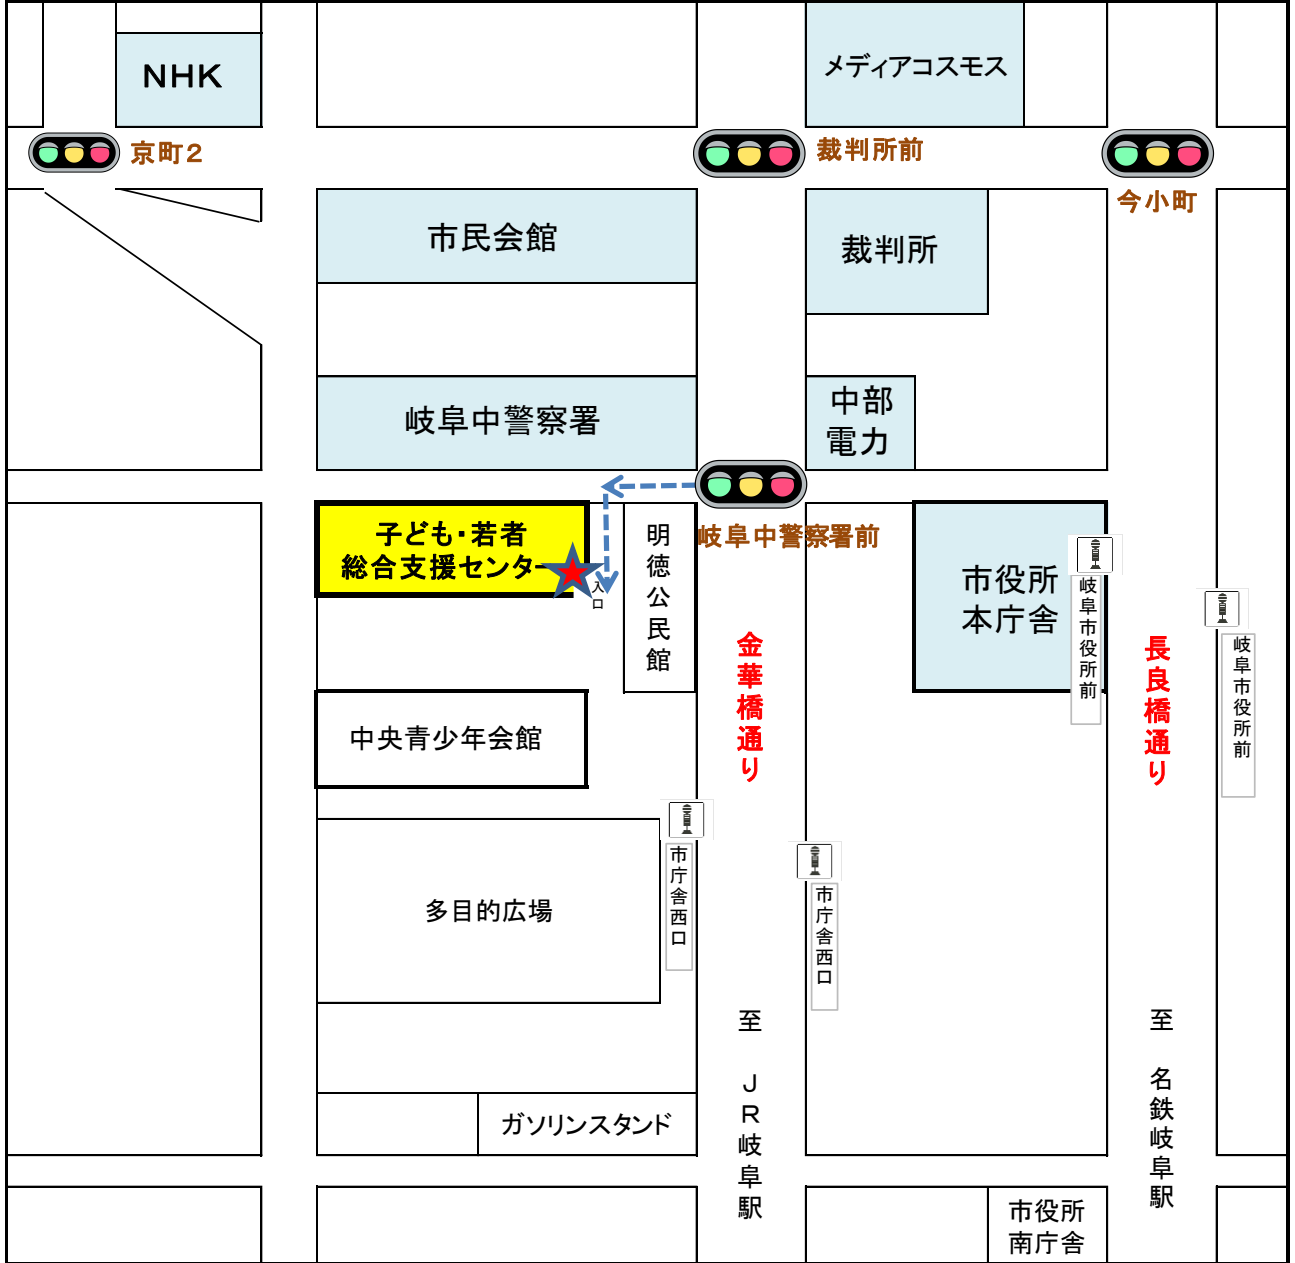 NHK
メディアコスモス
京町2
裁判所前
今小町
市民会館
裁判所
岐阜中警察署
中部
電力
子ども・若者
総合支援センター
入口
明徳公民館
岐阜中警察署前
市役所
本庁舎
岐阜市役所前
岐阜市役所前
金華橋通り
長良橋通り
中央青少年会館
市庁舎西口
市庁舎西口
多目的広場
至 JR岐阜駅
至 名鉄岐阜駅
ガソリンスタンド
市役所
南庁舎